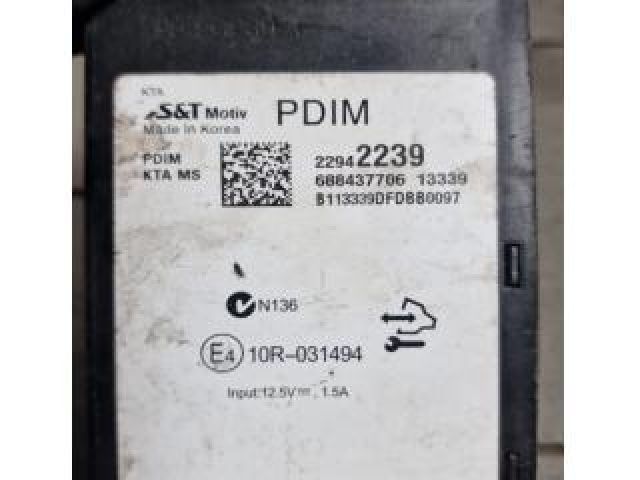 KTA
S&T Motiv PDIM
Made in Korea
PDIM 22942239
KTA MS 688437706 13339
B113339DFDBB0097
N136
E4 10R-031494
Input:12.5V⎓, 1.5A